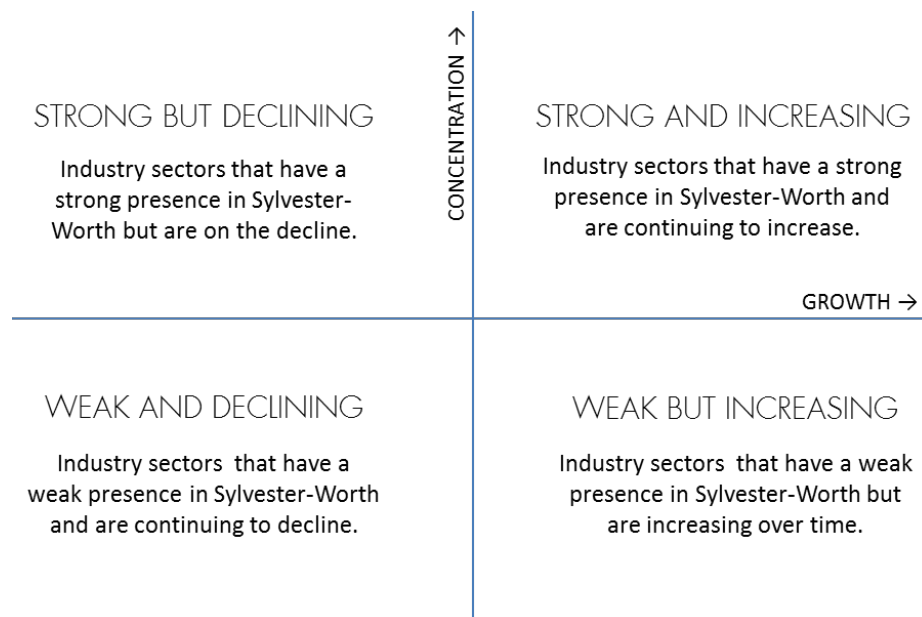 CONCENTRATION →
STRONG BUT DECLINING
Industry sectors that have a
strong presence in Sylvester-
Worth but are on the decline.
STRONG AND INCREASING
Industry sectors that have a strong
presence in Sylvester-Worth and
are continuing to increase.
GROWTH →
WEAK AND DECLINING
Industry sectors  that have a
weak presence in Sylvester-Worth
and are continuing to decline.
WEAK BUT INCREASING
Industry sectors  that have a weak
presence in Sylvester-Worth but
are increasing over time.